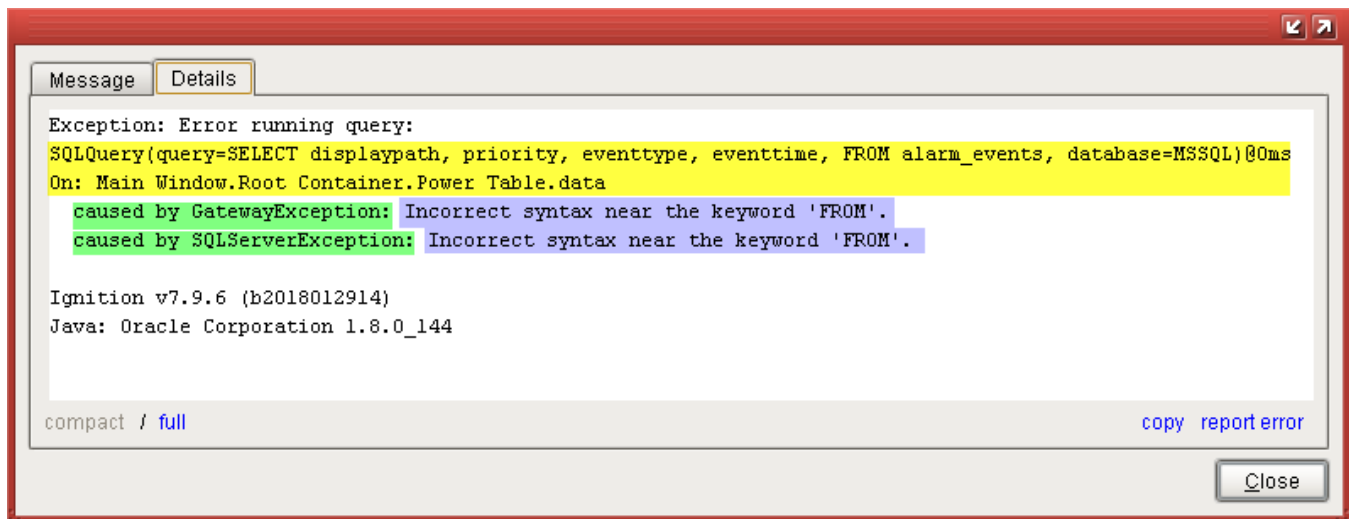 Message Details
Exception: Error running query:
SQLQuery(query=SELECT displaypath, priority, eventtype, eventtime, FROM alarm_events, database=MSSQL)@0ms
On: Main Window.Root Container.Power Table.data
caused by GatewayException: Incorrect syntax near the keyword 'FROM'.
caused by SQLServerException: Incorrect syntax near the keyword 'FROM'.
Ignition v7.9.6 (b2018012914)
Java: Oracle Corporation 1.8.0_144
compact / full copy report error
Close